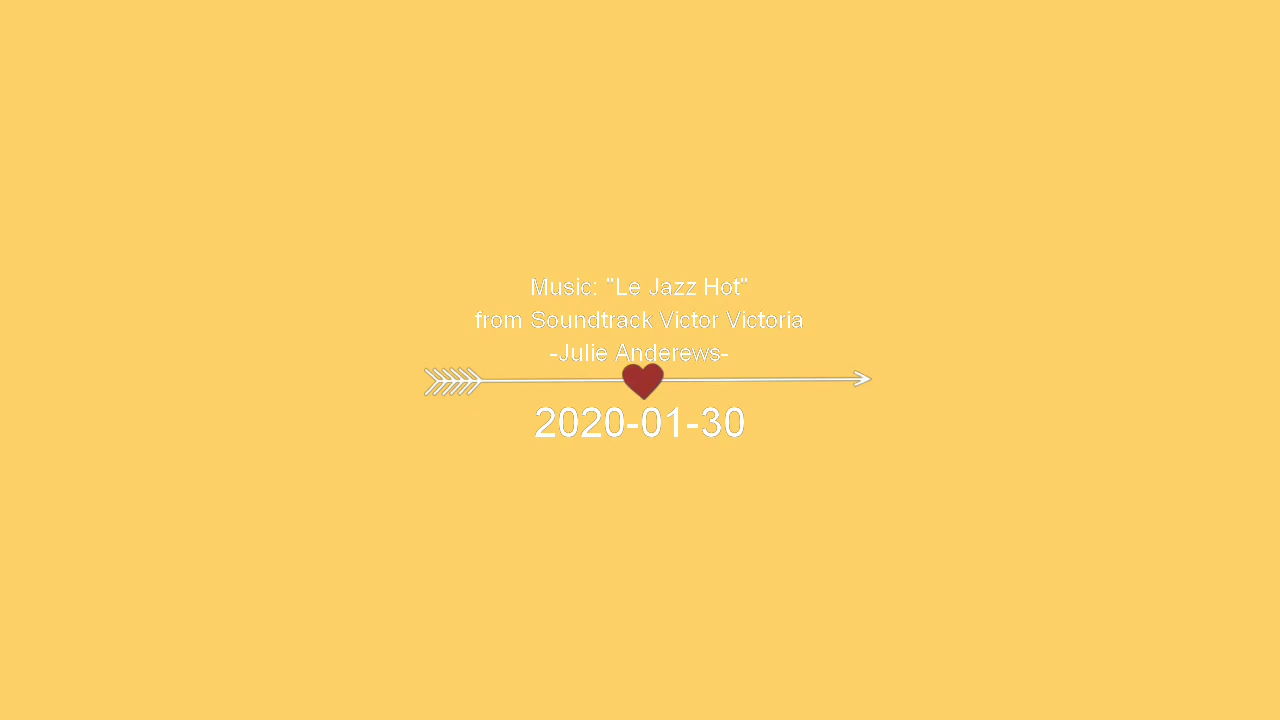 Music: "Le Jazz Hot"
from Soundtrack Victor Victoria
-Julie Anderews-
2020-01-30